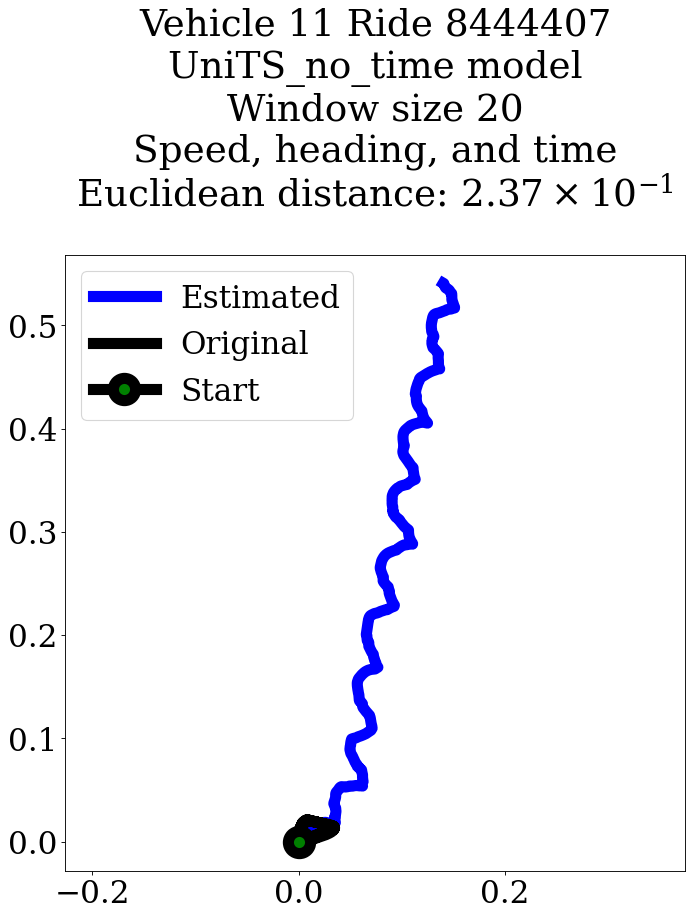 Vehicle 11 Ride 8444407
UniTS_no_time model
Window size 20
Speed, heading, and time
Euclidean distance: 2.37 × 10⁻¹
Estimated
Original
Start
0.5
0.4
0.3
0.2
0.1
0.0
−0.2 0.0 0.2